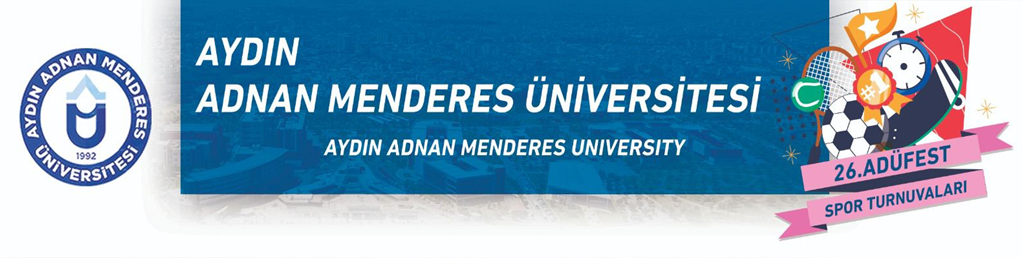 AYDIN ADNAN MENDERES
ÜNİVERSİTESİ
1992
AYDIN
ADNAN MENDERES ÜNİVERSİTESİ
AYDIN ADNAN MENDERES UNIVERSITY
#1
26.ADÜFEST
SPOR TURNUVALARI